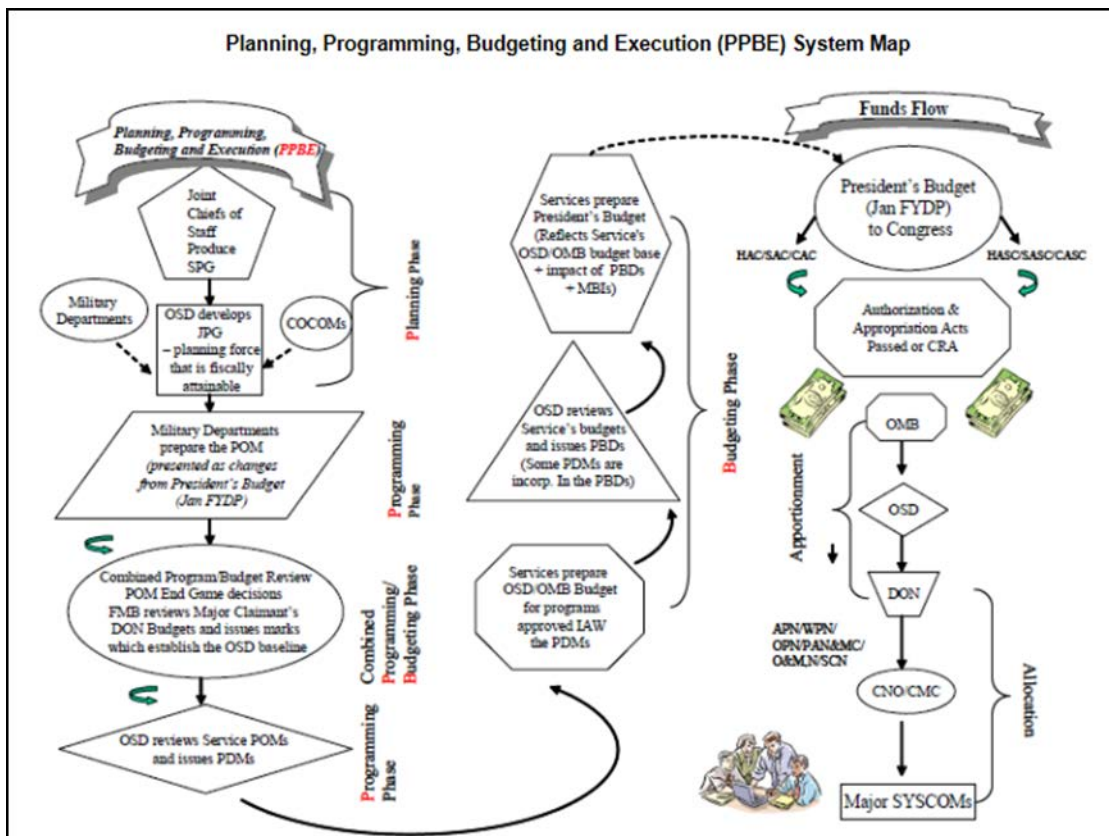 Planning, Programming, Budgeting and Execution (PPBE) System Map
Planning, Programming,
Budgeting and Execution (PPBE)
Joint
Chiefs of
Staff
Produce
SPG
Military
Departments
OSD develops
JPG
– planning force
that is fiscally
attainable
COCOMs
Planning Phase
Military Departments
prepare the POM
(presented as changes
from President's Budget
(Jan FYDP)
Programming
Phase
Combined Program/Budget Review
POM End Game decisions
FMB reviews Major Claimant's
DON Budgets and issues marks
which establish the OSD baseline
Combined
Programming/
Budgeting Phase
OSD reviews Service POMs
and issues PDMs
Programming
Phase
Services prepare
President's Budget
(Reflects Service's
OSD/OMB budget base
+ impact of PBDs
+ MBIs)
OSD reviews
Service's budgets
and issues PBDs
(Some PDMs are
incorp. In the PBDs)
Services prepare
OSD/OMB Budget
for programs
approved IAW
the PDMs
Budgeting Phase
Funds Flow
President's Budget
(Jan FYDP)
to Congress
HAC/SAC/CAC
HASC/SASC/CASC
Authorization &
Appropriation Acts
Passed or CRA
OMB
OSD
Apportionment
DON
APN/WPN/
OPN/PAN&MC/
O&M,N/SCN
CNO/CMC
Allocation
Major SYSCOMs